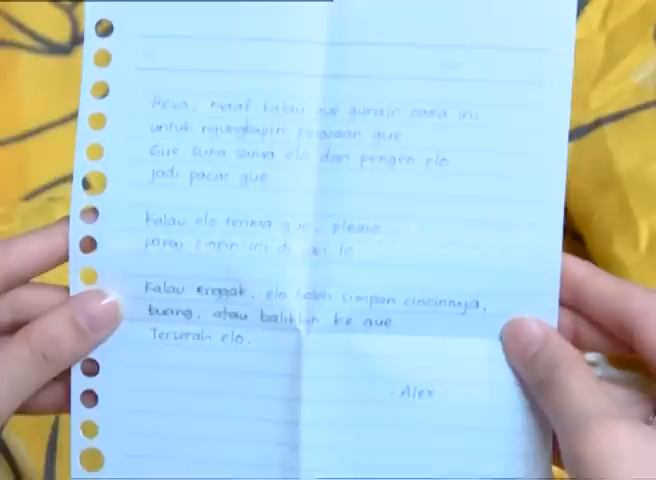 Reva, maaf kalau gue gunain cara ini
untuk ngungkapin perasaan gue
Gue suka sama elo dan pengen elo
jadi pacar gue
Kalau elo terima gue, please
pakai cincin ini di jari lo
Kalau enggak, elo boleh simpan cincinnya,
buang, atau balikin ke gue
Terserah elo.
- Alex